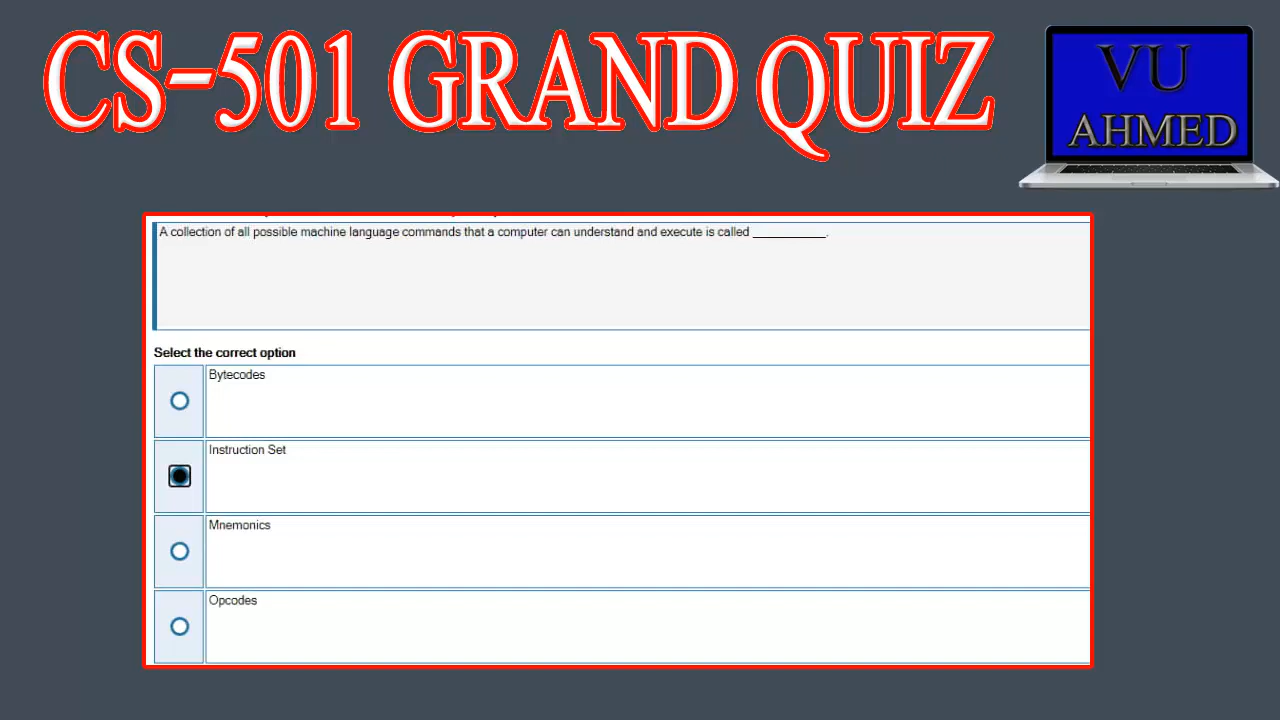 CS-501 GRAND QUIZ
VU
AHMED
A collection of all possible machine language commands that a computer can understand and execute is called ___________.
Select the correct option
Bytecodes
Instruction Set
Mnemonics
Opcodes